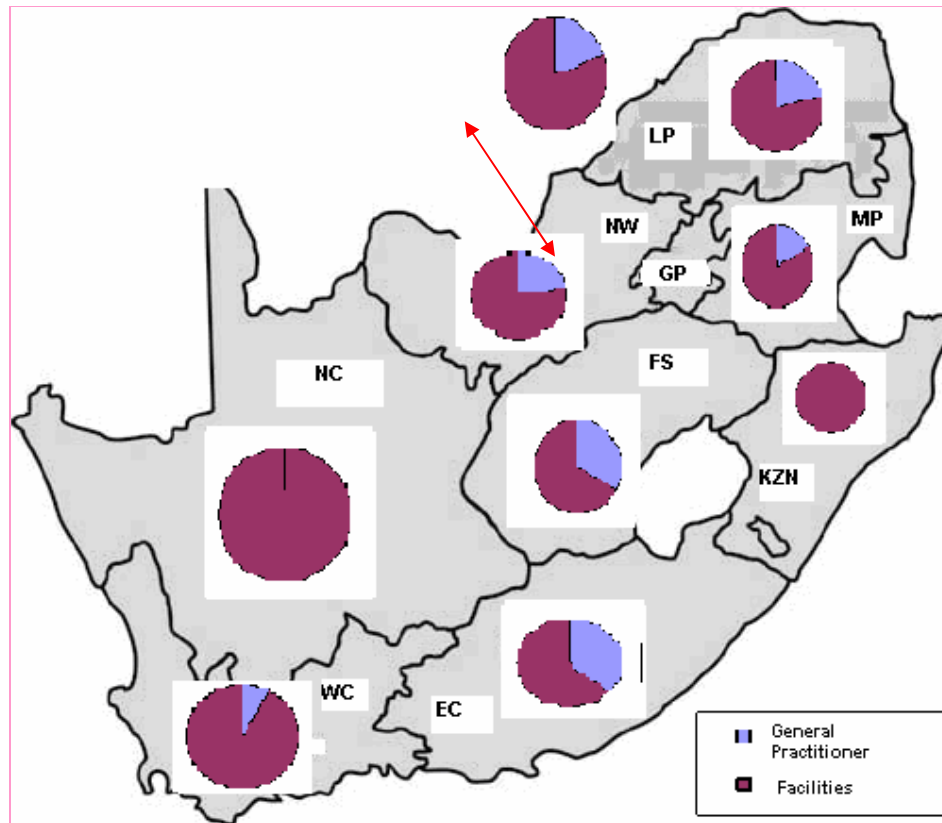 LP
NW
MP
GP
NC
FS
KZN
WC
EC
General
Practitioner
Facilities